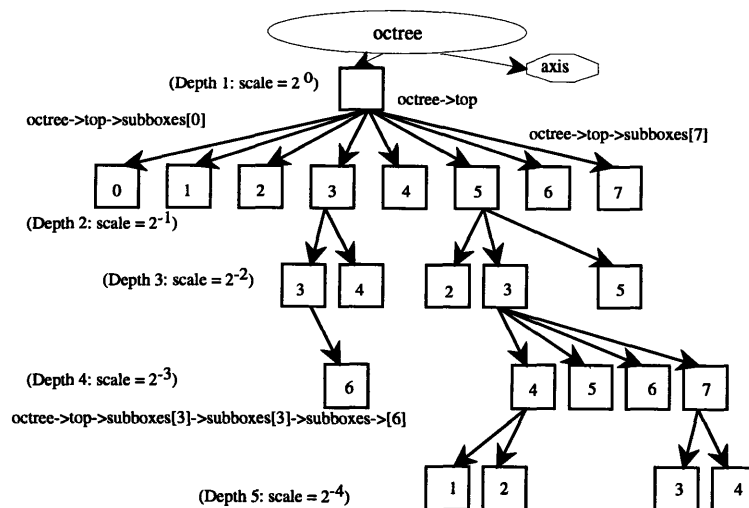 octree
axis
(Depth 1: scale = 2^0)
octree->top
octree->top->subboxes[0]
octree->top->subboxes[7]
0 1 2 3 4 5 6 7
(Depth 2: scale = 2^-1)
(Depth 3: scale = 2^-2)
3 4 2 3 5
(Depth 4: scale = 2^-3)
6 4 5 6 7
octree->top->subboxes[3]->subboxes[3]->subboxes->[6]
1 2 3 4
(Depth 5: scale = 2^-4)